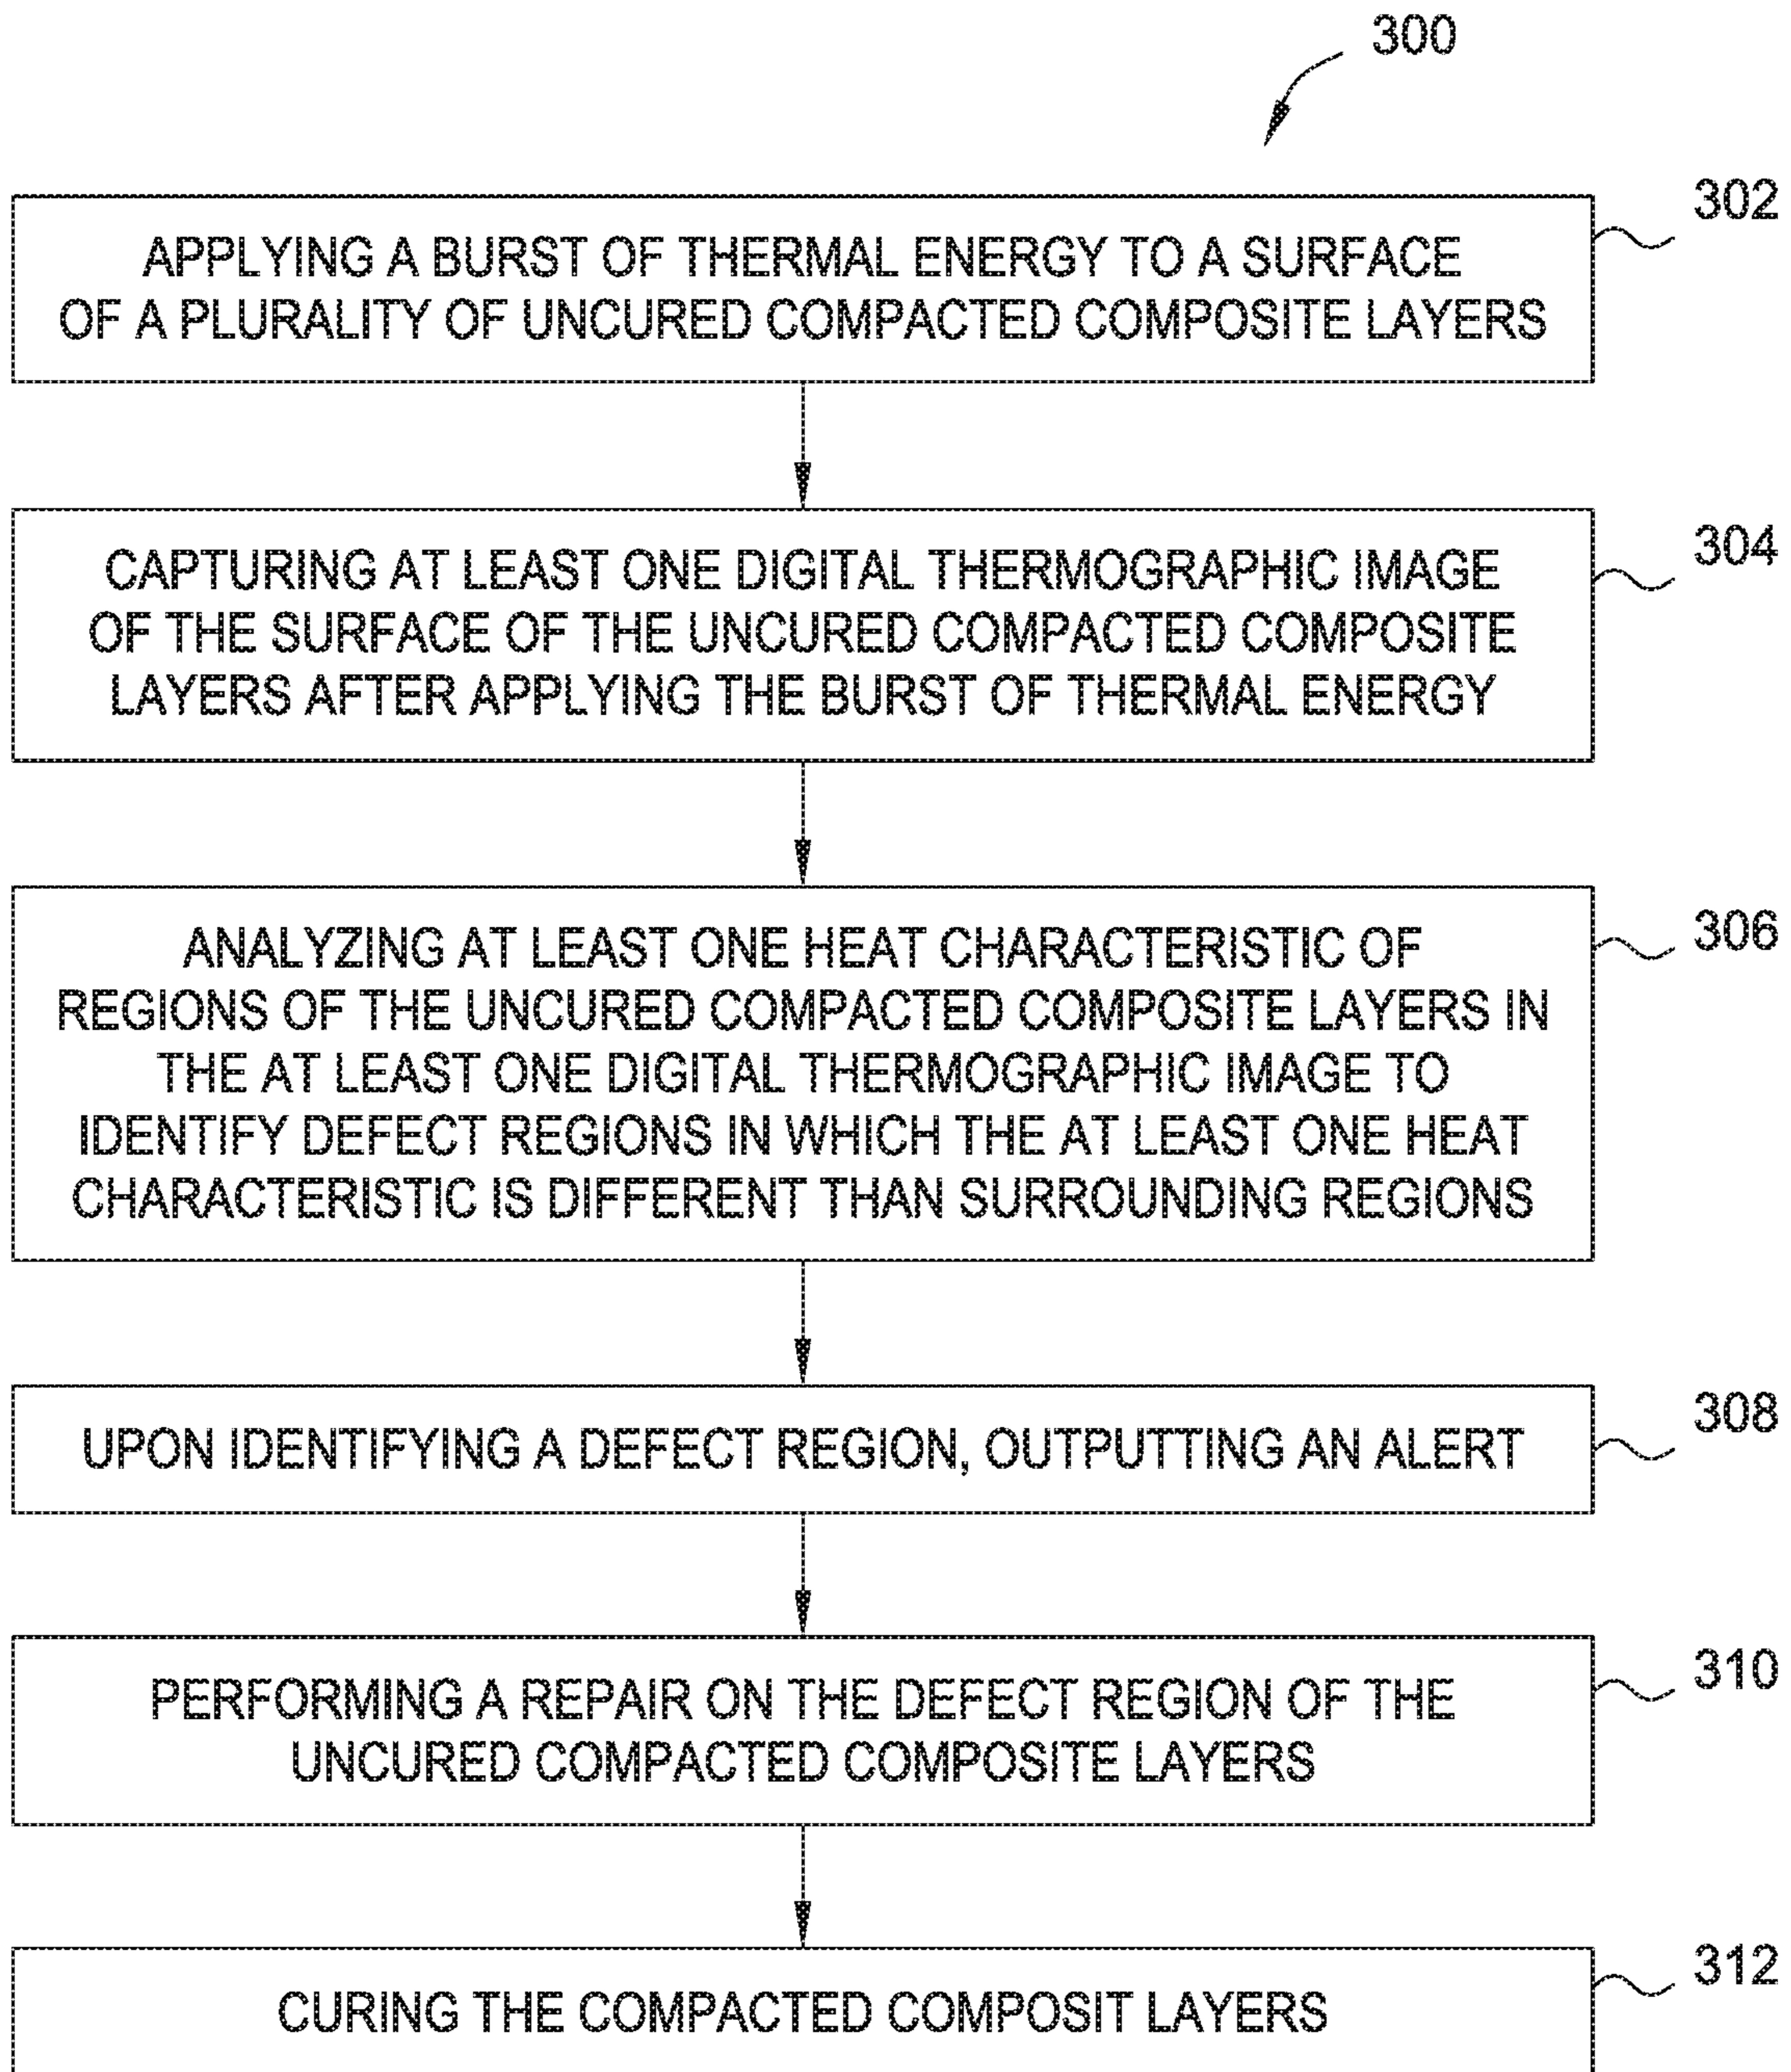 300
302
APPLYING A BURST OF THERMAL ENERGY TO A SURFACE
OF A PLURALITY OF UNCURED COMPACTED COMPOSITE LAYERS
304
CAPTURING AT LEAST ONE DIGITAL THERMOGRAPHIC IMAGE
OF THE SURFACE OF THE UNCURED COMPACTED COMPOSITE
LAYERS AFTER APPLYING THE BURST OF THERMAL ENERGY
306
ANALYZING AT LEAST ONE HEAT CHARACTERISTIC OF
REGIONS OF THE UNCURED COMPACTED COMPOSITE LAYERS IN
THE AT LEAST ONE DIGITAL THERMOGRAPHIC IMAGE TO
IDENTIFY DEFECT REGIONS IN WHICH THE AT LEAST ONE HEAT
CHARACTERISTIC IS DIFFERENT THAN SURROUNDING REGIONS
308
UPON IDENTIFYING A DEFECT REGION, OUTPUTTING AN ALERT
310
PERFORMING A REPAIR ON THE DEFECT REGION OF THE
UNCURED COMPACTED COMPOSITE LAYERS
312
CURING THE COMPACTED COMPOSIT LAYERS